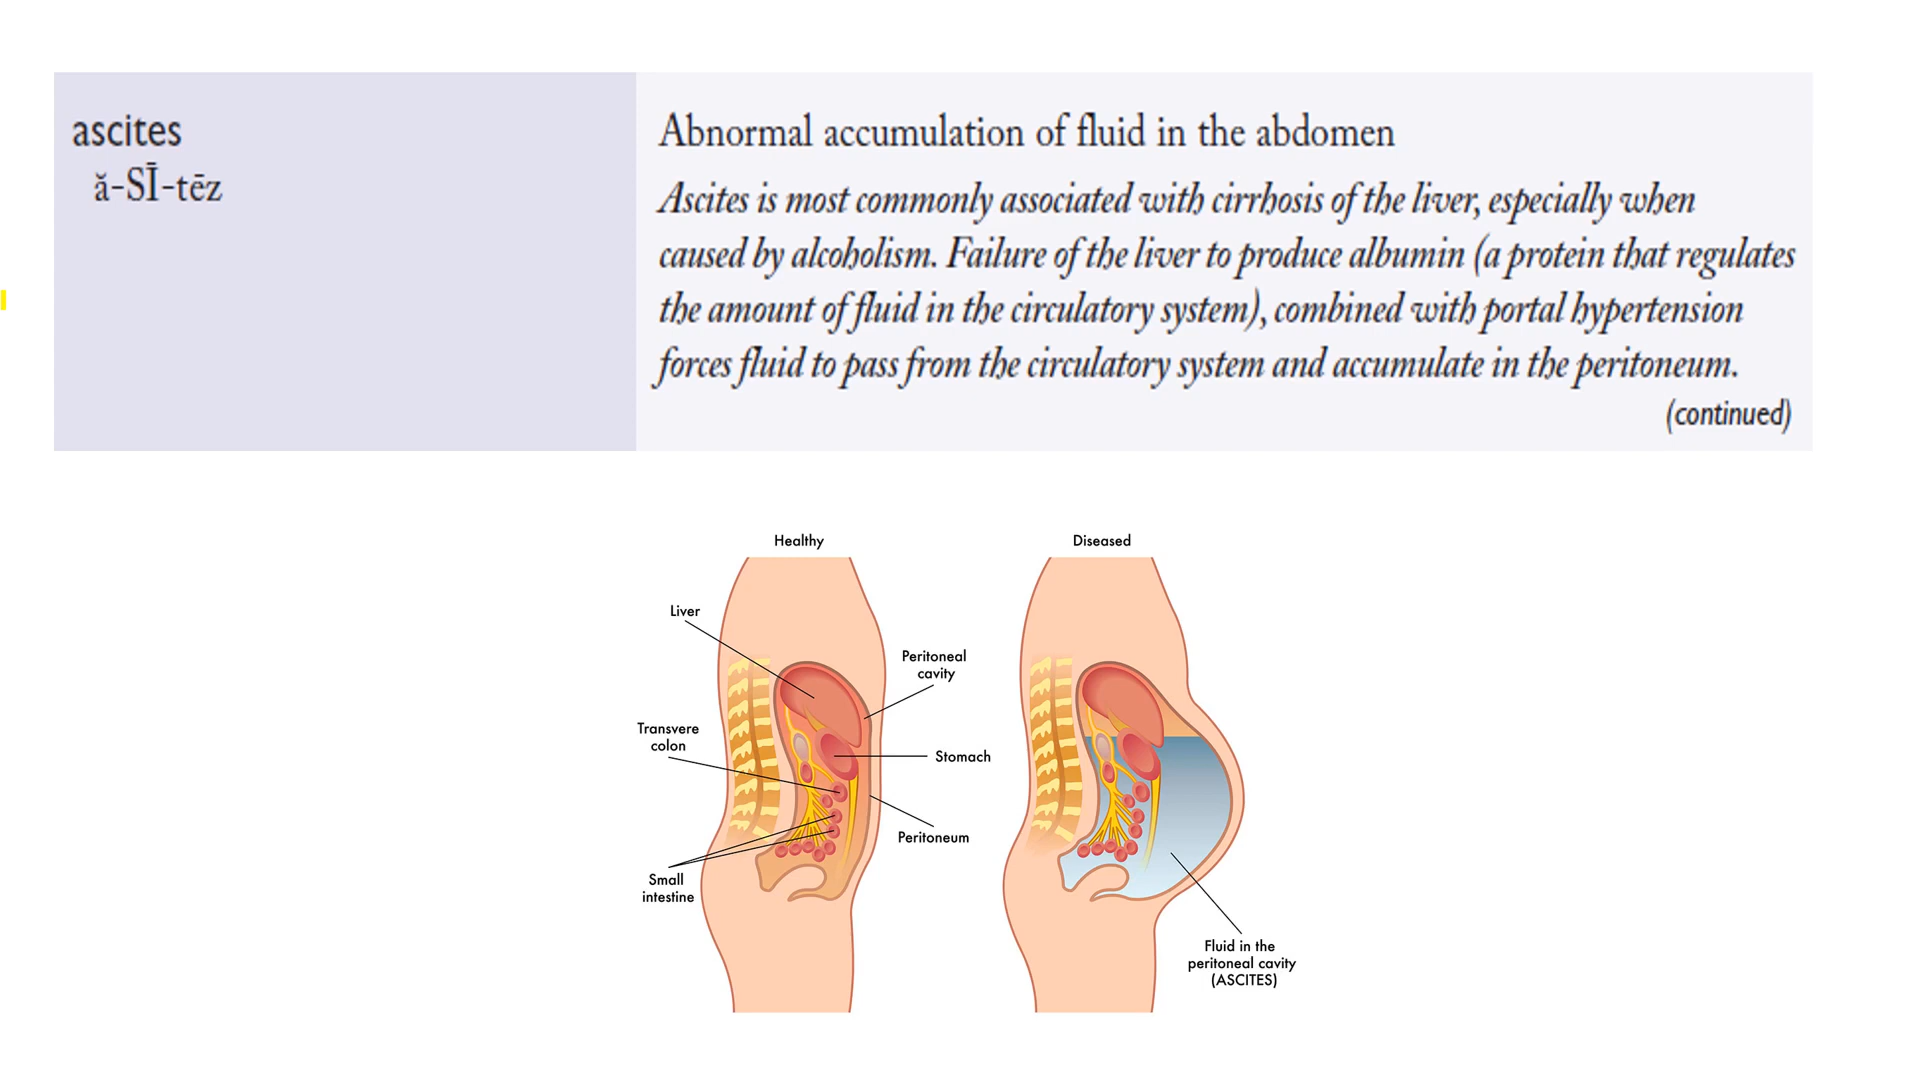 ascites
ă-SĪ-tēz
Abnormal accumulation of fluid in the abdomen
Ascites is most commonly associated with cirrhosis of the liver, especially when
caused by alcoholism. Failure of the liver to produce albumin (a protein that regulates
the amount of fluid in the circulatory system), combined with portal hypertension
forces fluid to pass from the circulatory system and accumulate in the peritoneum.
(continued)
Healthy
Liver
Peritoneal
cavity
Transvere
colon
Stomach
Peritoneum
Small
intestine
Diseased
Fluid in the
peritoneal cavity
(ASCITES)